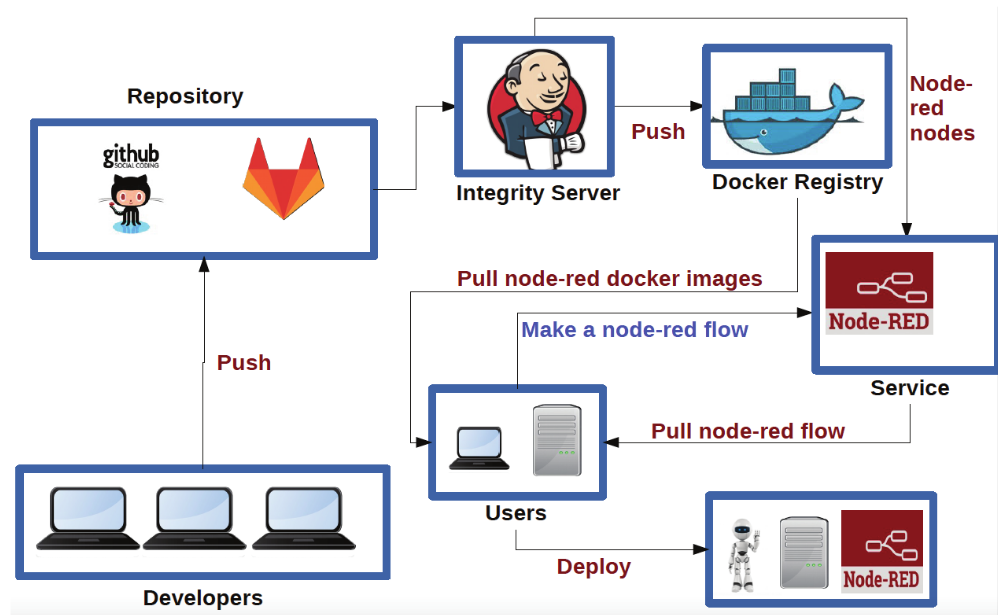 Repository
github
SOCIAL CODING
Integrity Server
Push
Docker Registry
Node-
red
nodes
Pull node-red docker images
Make a node-red flow
Node-RED
Service
Push
Pull node-red flow
Users
Developers
Deploy
Node-RED